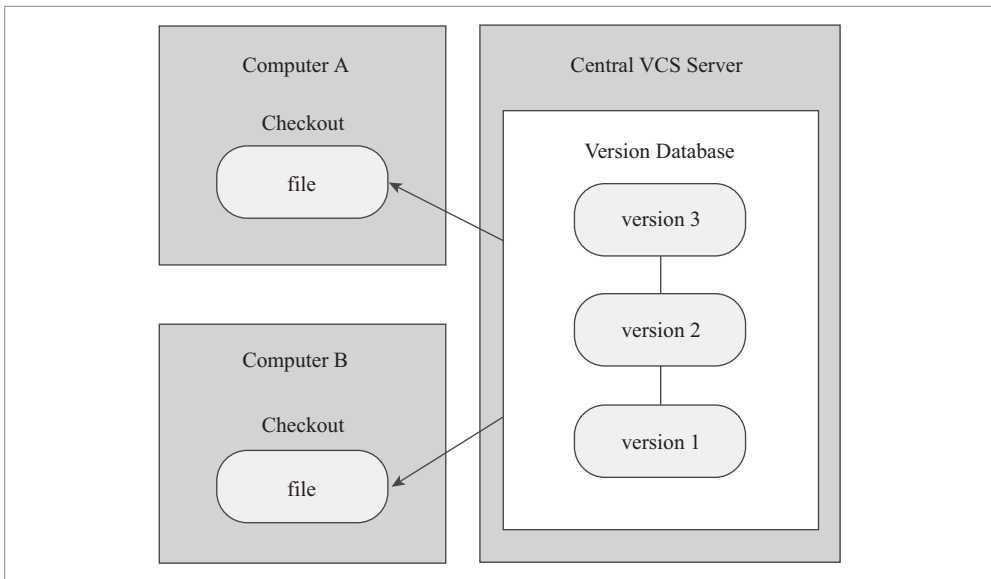 Computer A
Checkout
file
Computer B
Checkout
file
Central VCS Server
Version Database
version 3
version 2
version 1